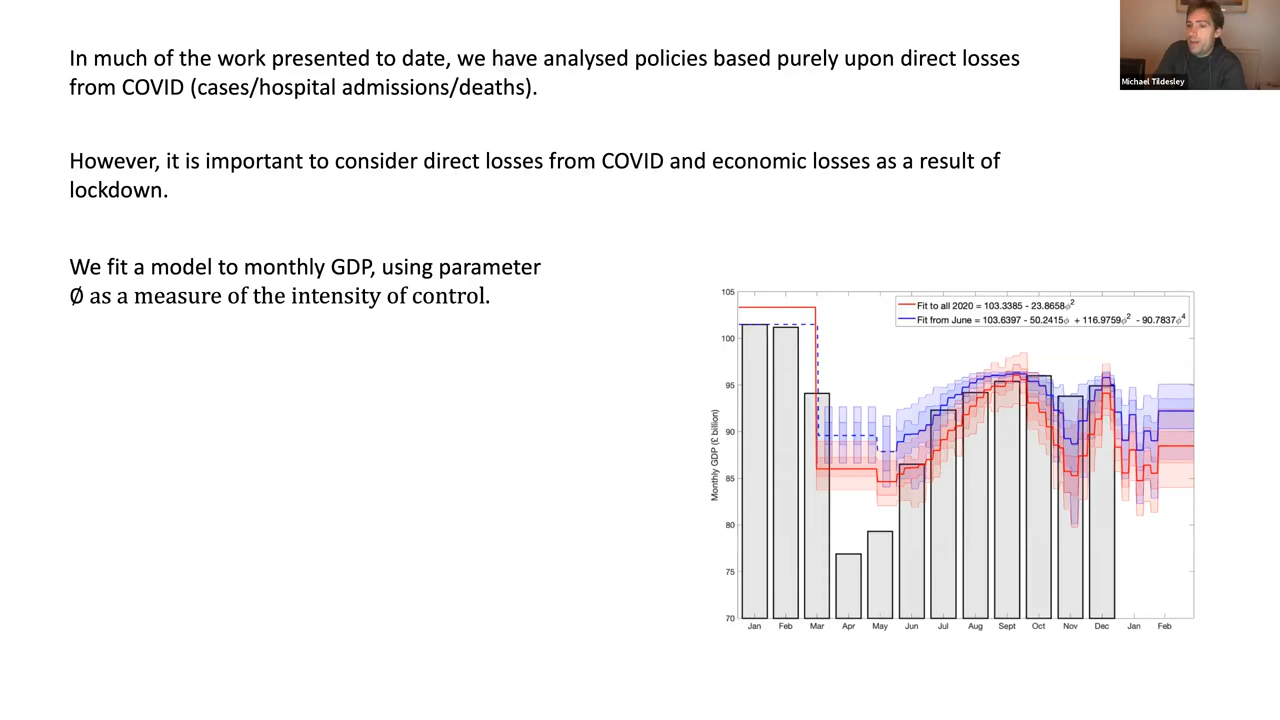 In much of the work presented to date, we have analysed policies based purely upon direct losses
from COVID (cases/hospital admissions/deaths).
Michael Tildesley
However, it is important to consider direct losses from COVID and economic losses as a result of
lockdown.
We fit a model to monthly GDP, using parameter
Ø as a measure of the intensity of control.
Fit to all 2020 = 103.3385 - 23.8658ϕ²
Fit from June = 103.6397 - 50.2415ϕ + 116.9759ϕ² - 90.7837ϕ⁴
Monthly GDP (£ billion)
105
100
95
90
85
80
75
70
Jan Feb Mar Apr May Jun Jul Aug Sept Oct Nov Dec Jan Feb